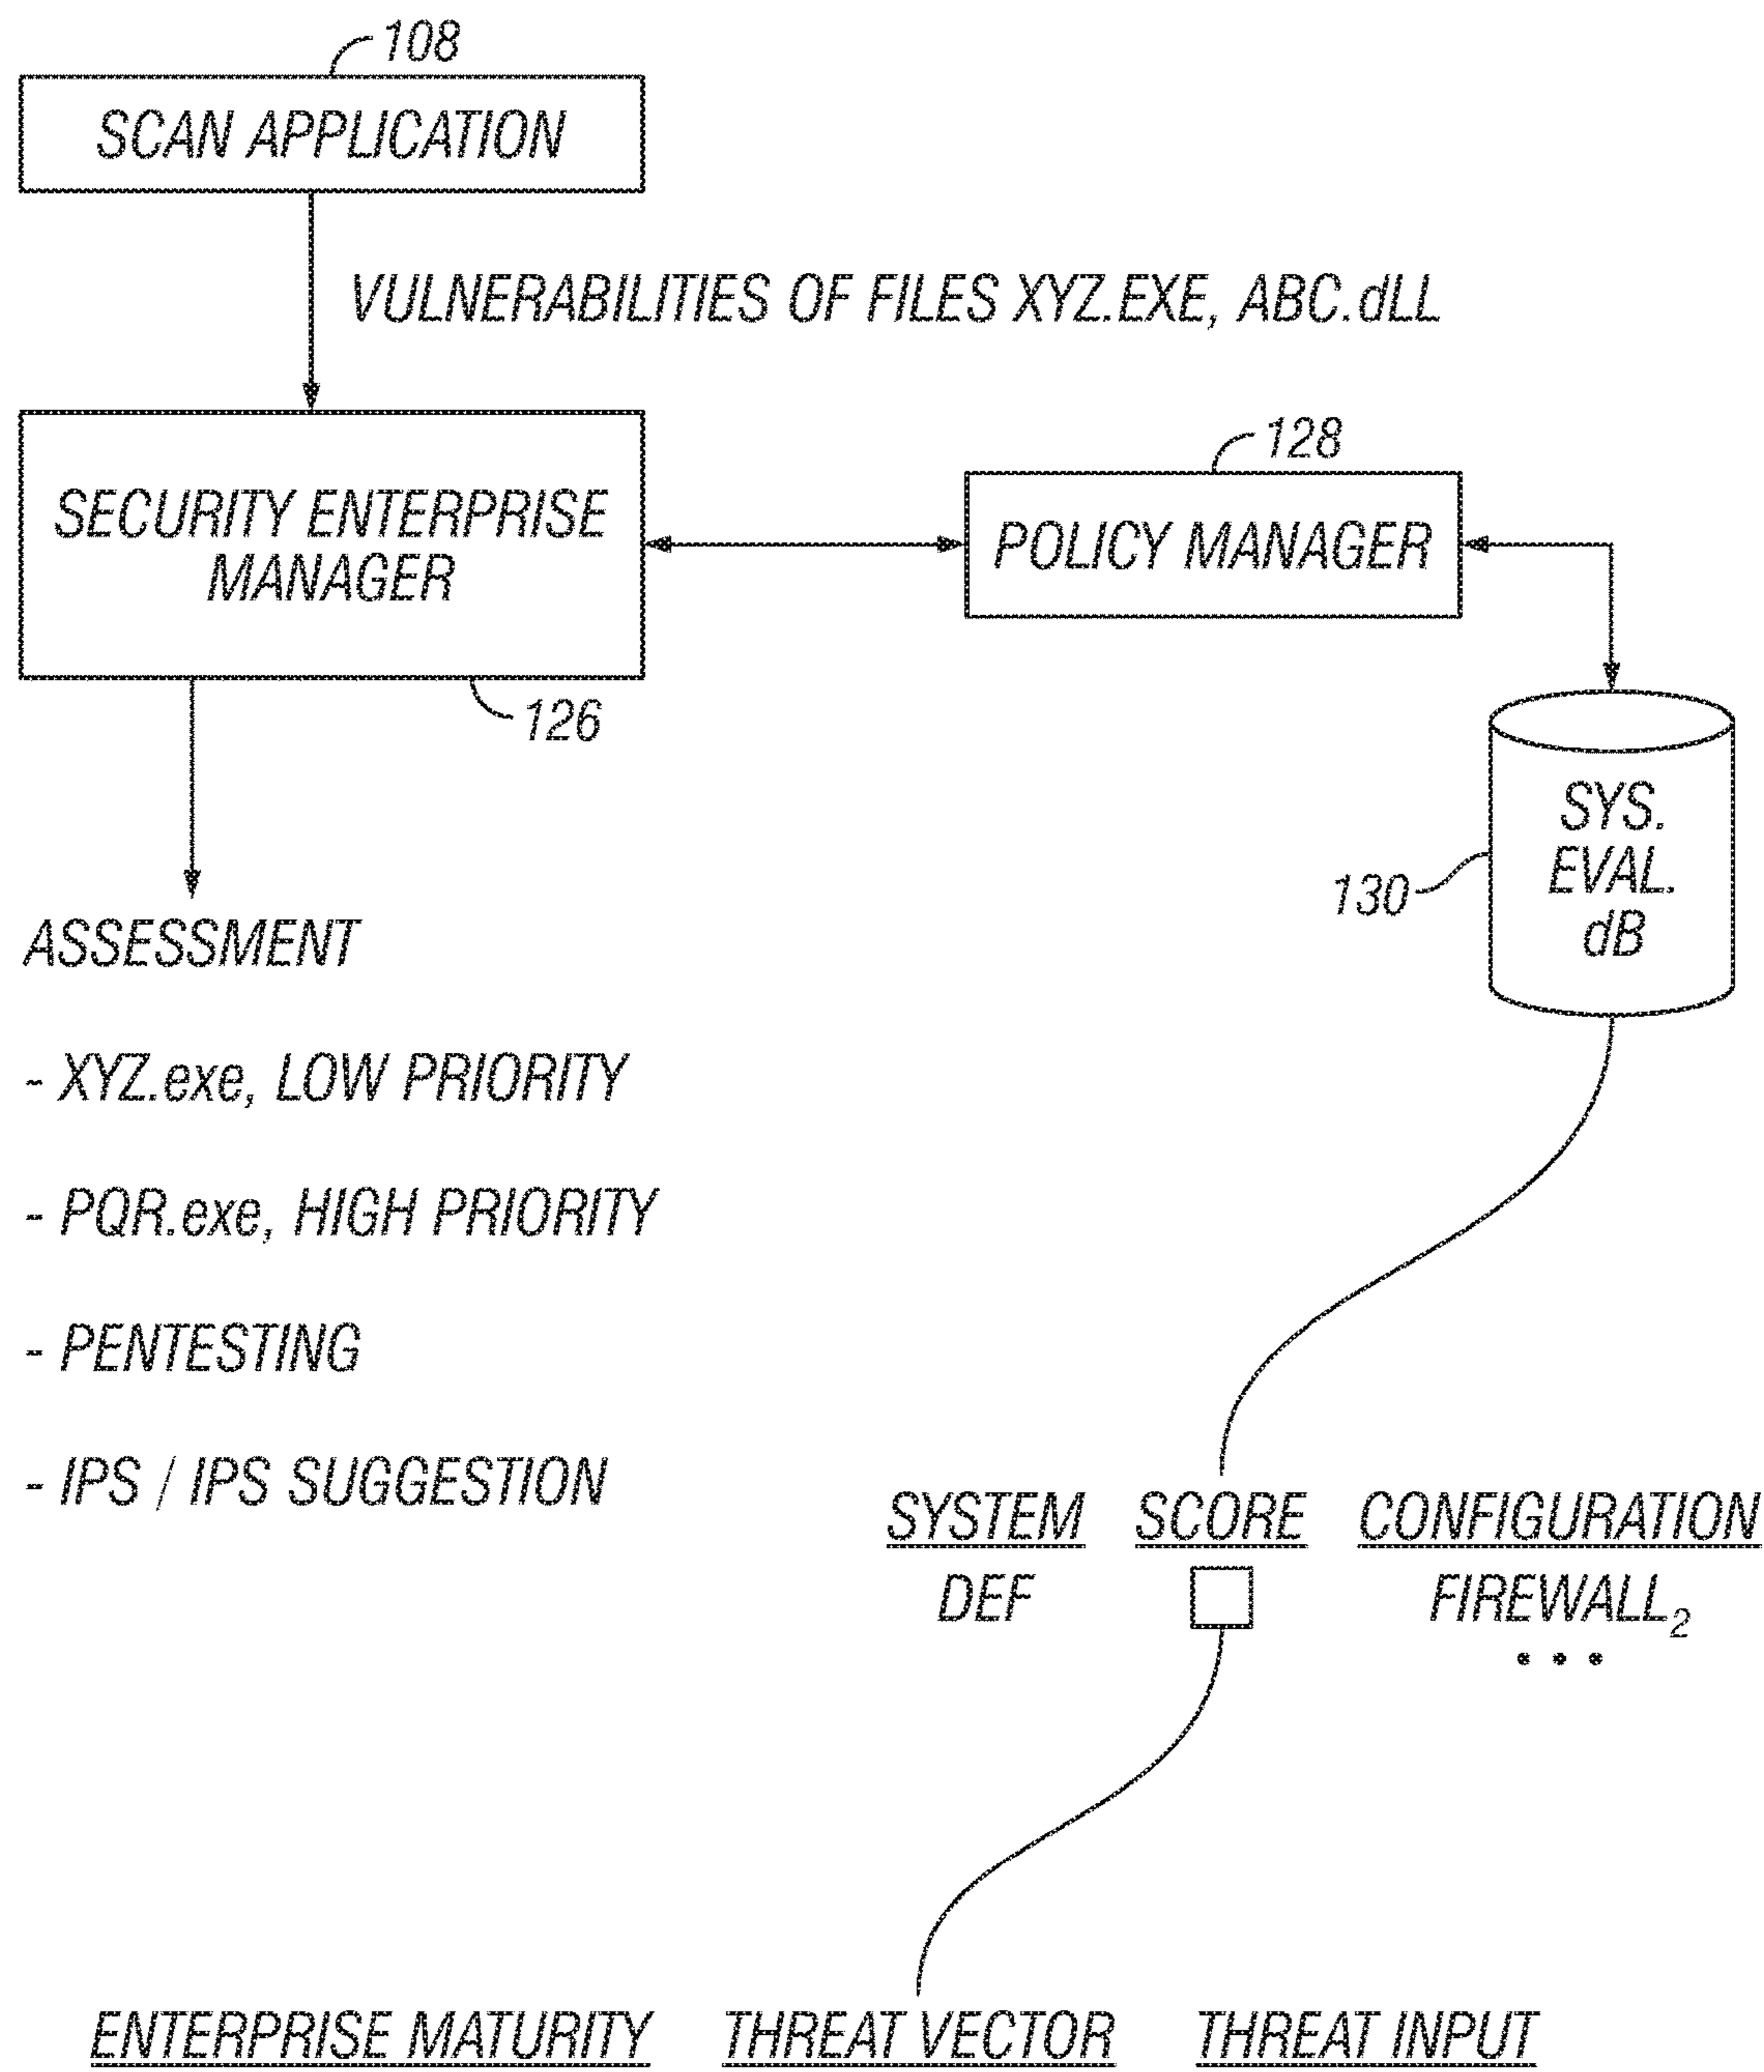 108
SCAN APPLICATION
VULNERABILITIES OF FILES XYZ.EXE, ABC.dLL
SECURITY ENTERPRISE
MANAGER
126
128
POLICY MANAGER
SYS.
EVAL.
dB
130
ASSESSMENT
- XYZ.exe, LOW PRIORITY
- PQR.exe, HIGH PRIORITY
- PENTESTING
- IPS / IPS SUGGESTION
SYSTEM SCORE CONFIGURATION
DEF FIREWALL2
...
ENTERPRISE MATURITY THREAT VECTOR THREAT INPUT